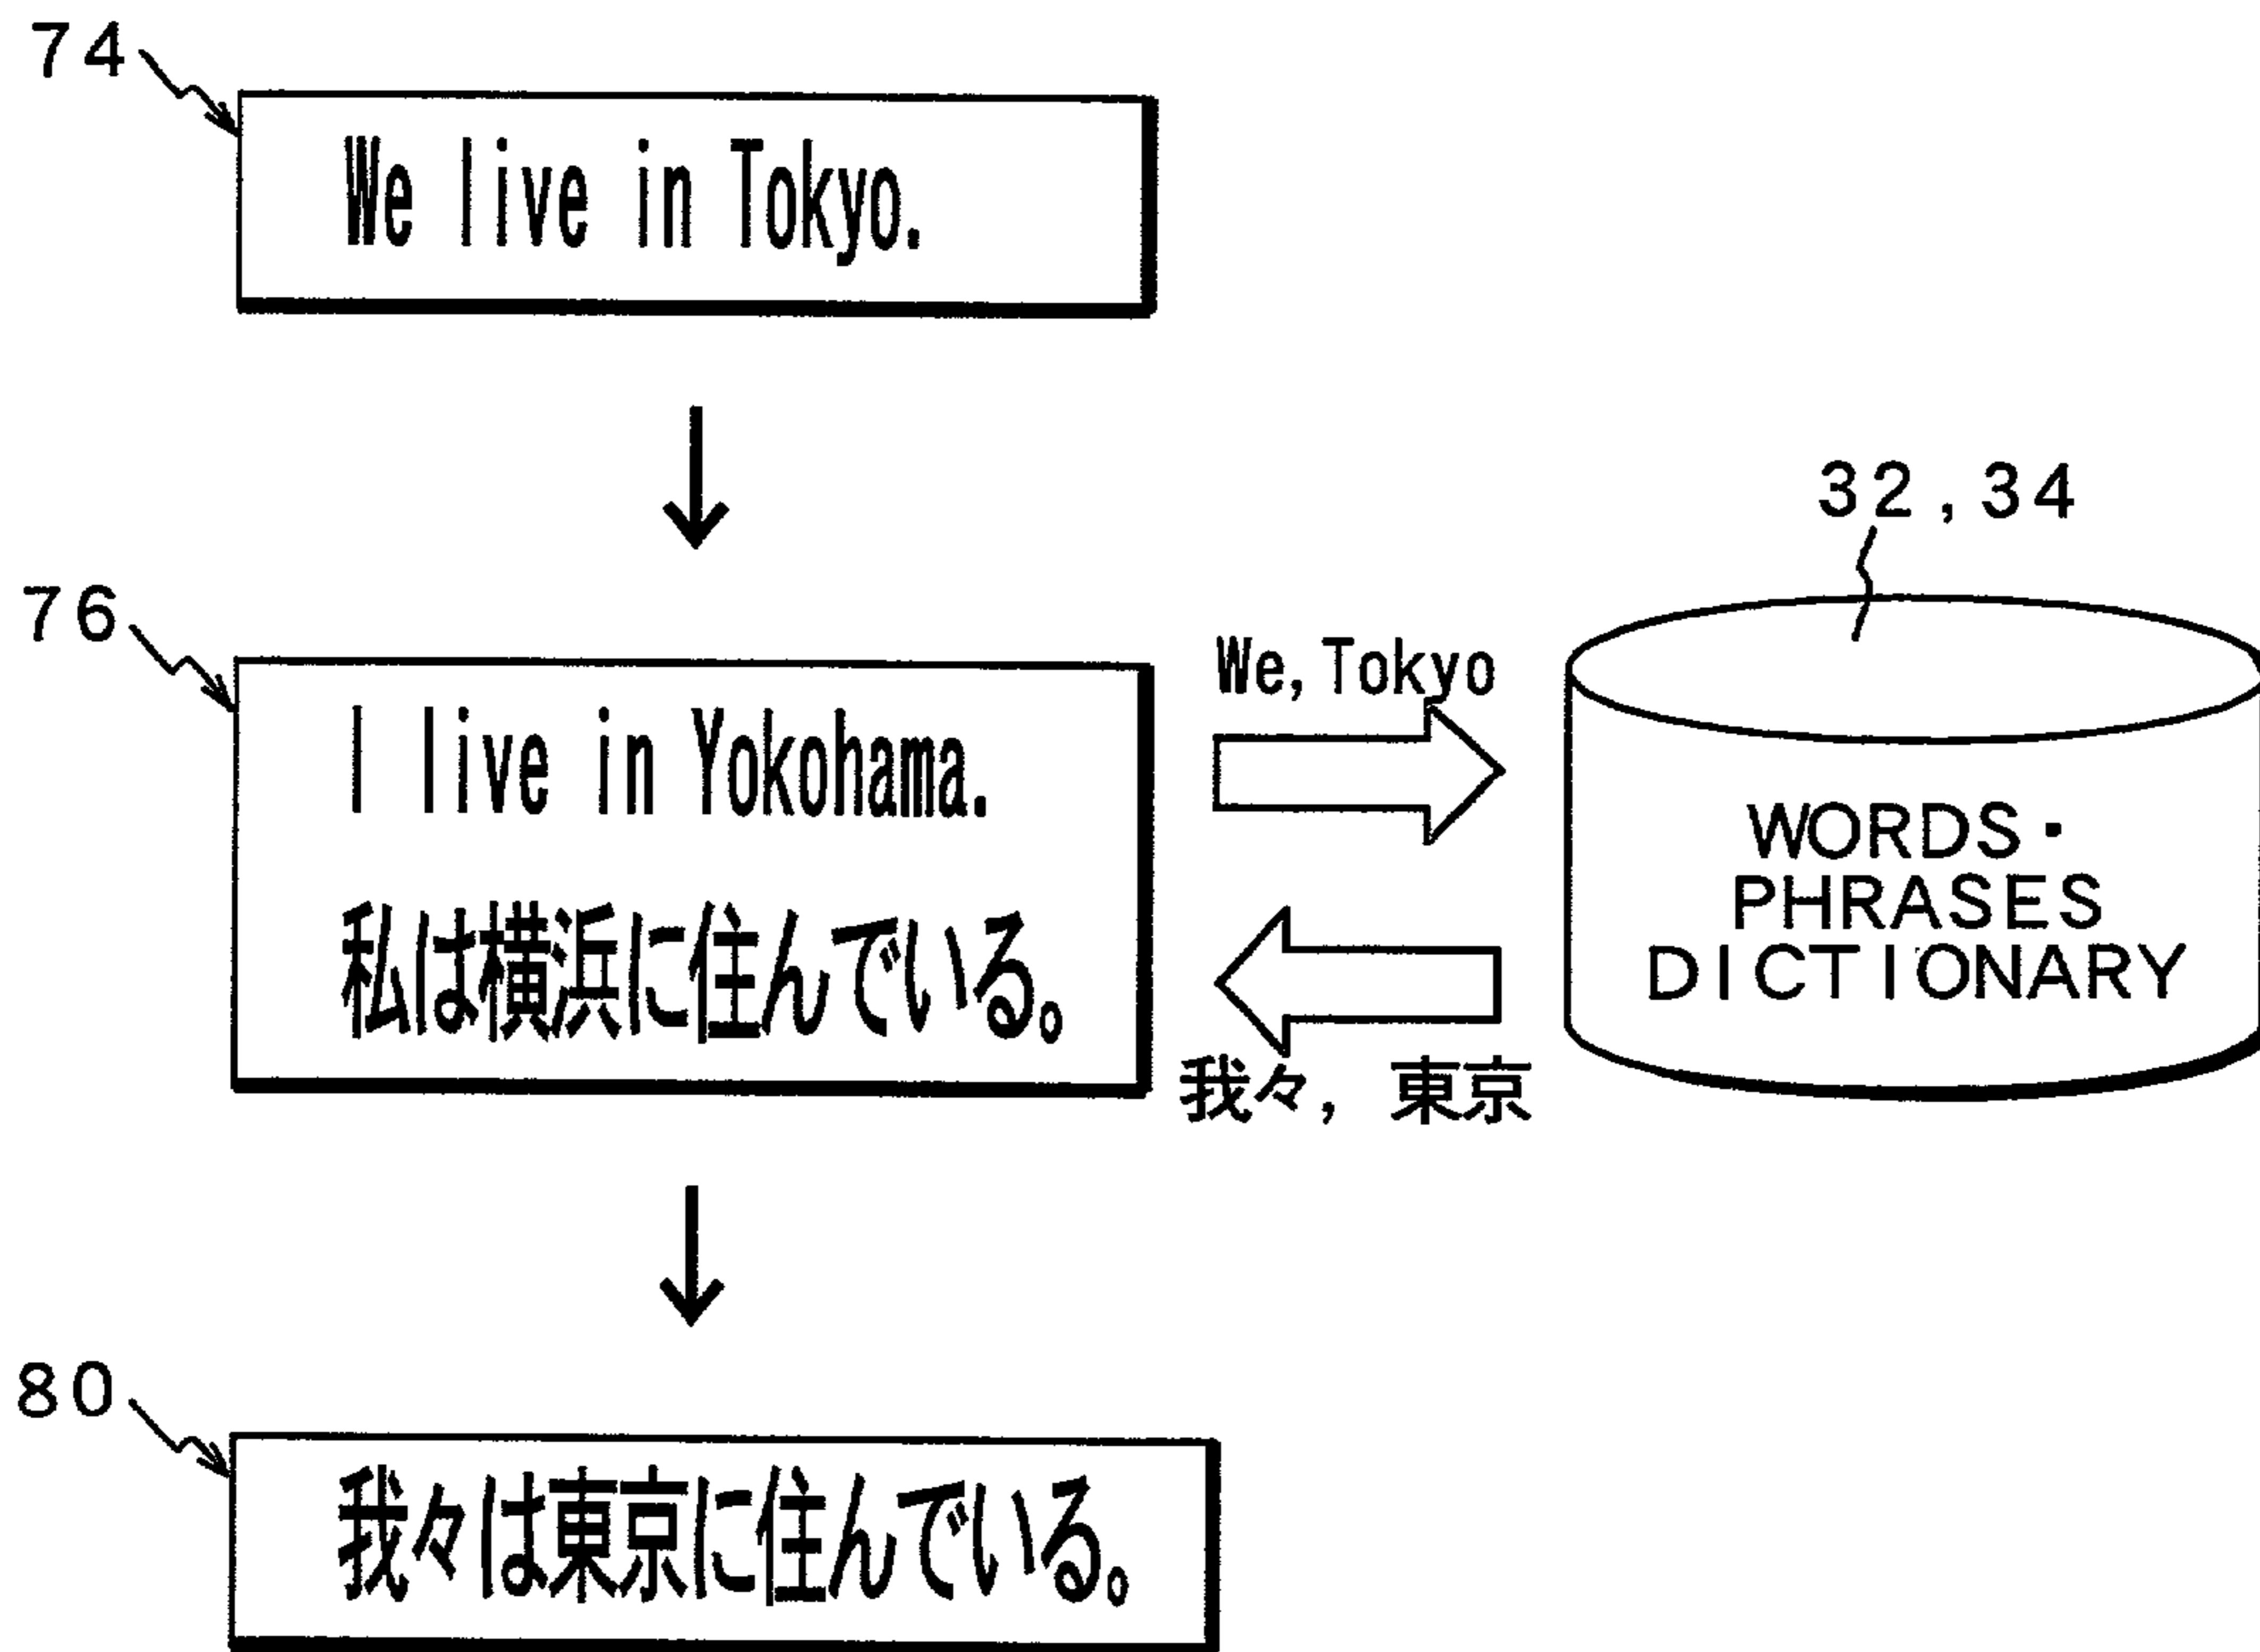 74
We live in Tokyo.
32,34
76
I live in Yokohama.
私は横浜に住んでいる。
We,Tokyo
我々, 東京
WORDS・
PHRASES
DICTIONARY
80
我々は東京に住んでいる。